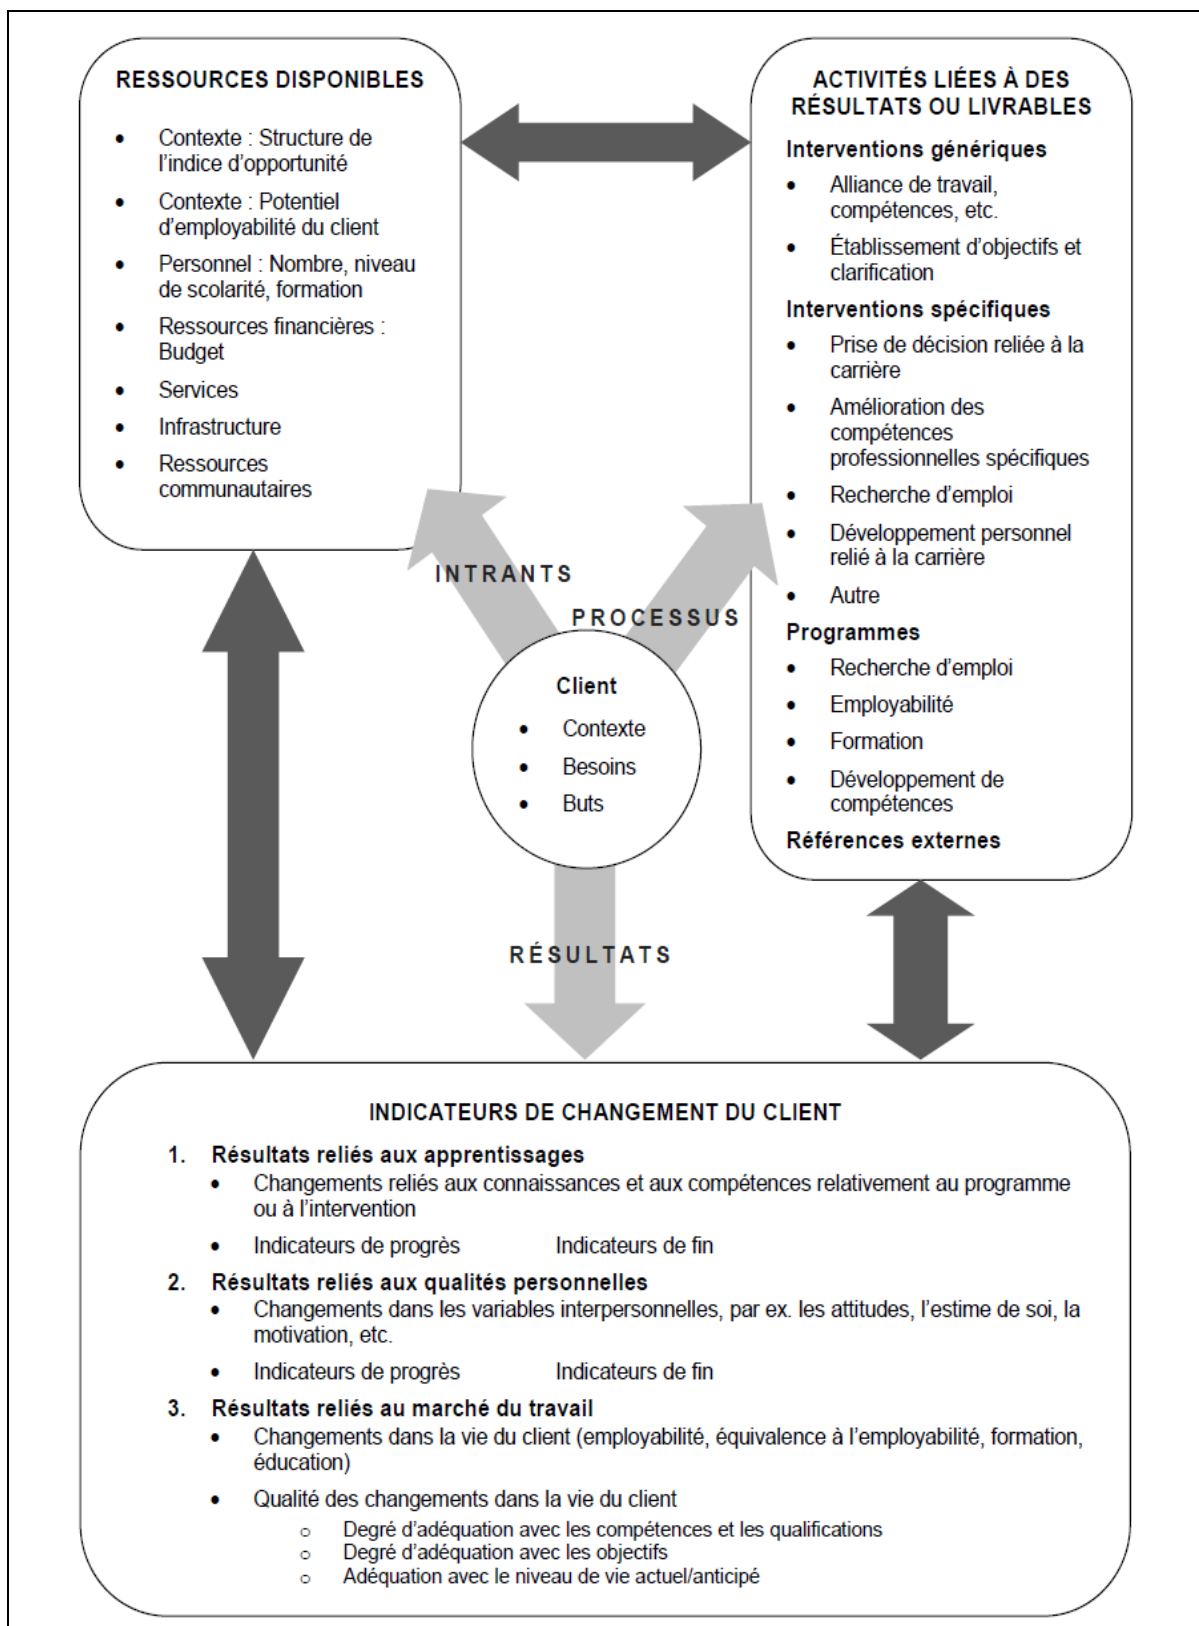 RESSOURCES DISPONIBLES
• Contexte : Structure de
l’indice d’opportunité
• Contexte : Potentiel
d’employabilité du client
• Personnel : Nombre, niveau
de scolarité, formation
• Ressources financières :
Budget
• Services
• Infrastructure
• Ressources
communautaires
ACTIVITÉS LIÉES À DES
RÉSULTATS OU LIVRABLES
Interventions génériques
• Alliance de travail,
compétences, etc.
• Établissement d’objectifs et
clarification
Interventions spécifiques
• Prise de décision reliée à la
carrière
• Amélioration des
compétences
professionnelles spécifiques
• Recherche d’emploi
• Développement personnel
relié à la carrière
• Autre
Programmes
• Recherche d’emploi
• Employabilité
• Formation
• Développement de
compétences
Références externes
INTRANTS
PROCESSUS
Client
• Contexte
• Besoins
• Buts
RÉSULTATS
INDICATEURS DE CHANGEMENT DU CLIENT
1. Résultats reliés aux apprentissages
• Changements reliés aux connaissances et aux compétences relativement au programme
ou à l’intervention
• Indicateurs de progrès Indicateurs de fin
2. Résultats reliés aux qualités personnelles
• Changements dans les variables interpersonnelles, par ex. les attitudes, l’estime de soi, la
motivation, etc.
• Indicateurs de progrès Indicateurs de fin
3. Résultats reliés au marché du travail
• Changements dans la vie du client (employabilité, équivalence à l’employabilité, formation,
éducation)
• Qualité des changements dans la vie du client
o Degré d’adéquation avec les compétences et les qualifications
o Degré d’adéquation avec les objectifs
o Adéquation avec le niveau de vie actuel/anticipé